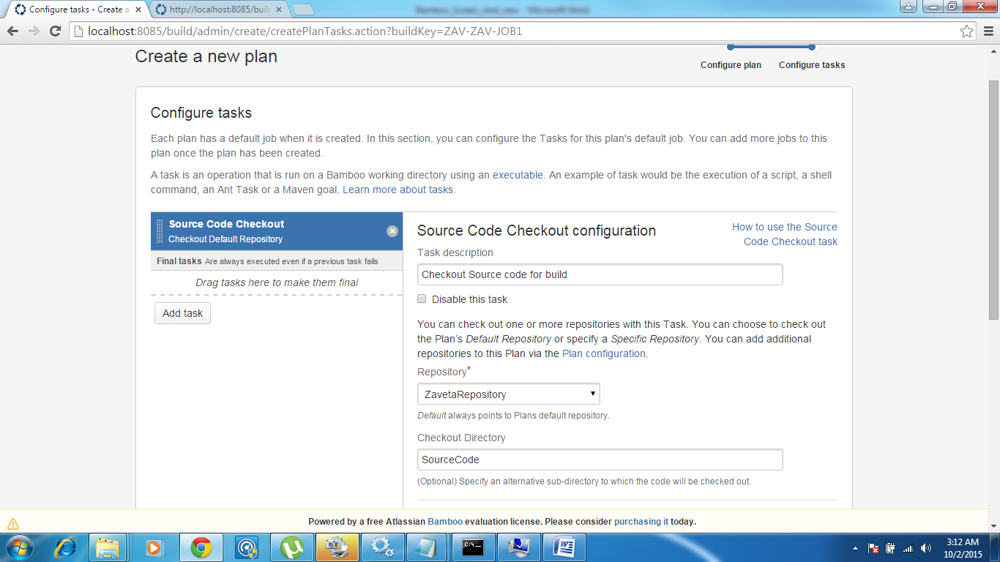 Configure tasks - Create a
http://localhost:8085/build
Bamboo_Screen_shot_new - Microsoft Word
localhost:8085/build/admin/create/createPlanTasks.action?buildKey=ZAV-ZAV-JOB1
Create a new plan
Configure plan
Configure tasks
Configure tasks
Each plan has a default job when it is created. In this section, you can configure the Tasks for this plan's default job. You can add more jobs to this
plan once the plan has been created.
A task is an operation that is run on a Bamboo working directory using an executable. An example of task would be the execution of a script, a shell
command, an Ant Task or a Maven goal. Learn more about tasks.
Source Code Checkout
Checkout Default Repository
Final tasks Are always executed even if a previous task fails
Drag tasks here to make them final
Add task
Source Code Checkout configuration
How to use the Source
Code Checkout task
Task description
Checkout Source code for build
Disable this task
You can check out one or more repositories with this Task. You can choose to check out
the Plan's Default Repository or specify a Specific Repository. You can add additional
repositories to this Plan via the Plan configuration.
Repository*
ZavetaRepository
Default always points to Plans default repository.
Checkout Directory
SourceCode
(Optional) Specify an alternative sub-directory to which the code will be checked out.
Powered by a free Atlassian Bamboo evaluation license. Please consider purchasing it today.
C:\_
3:12 AM
10/2/2015